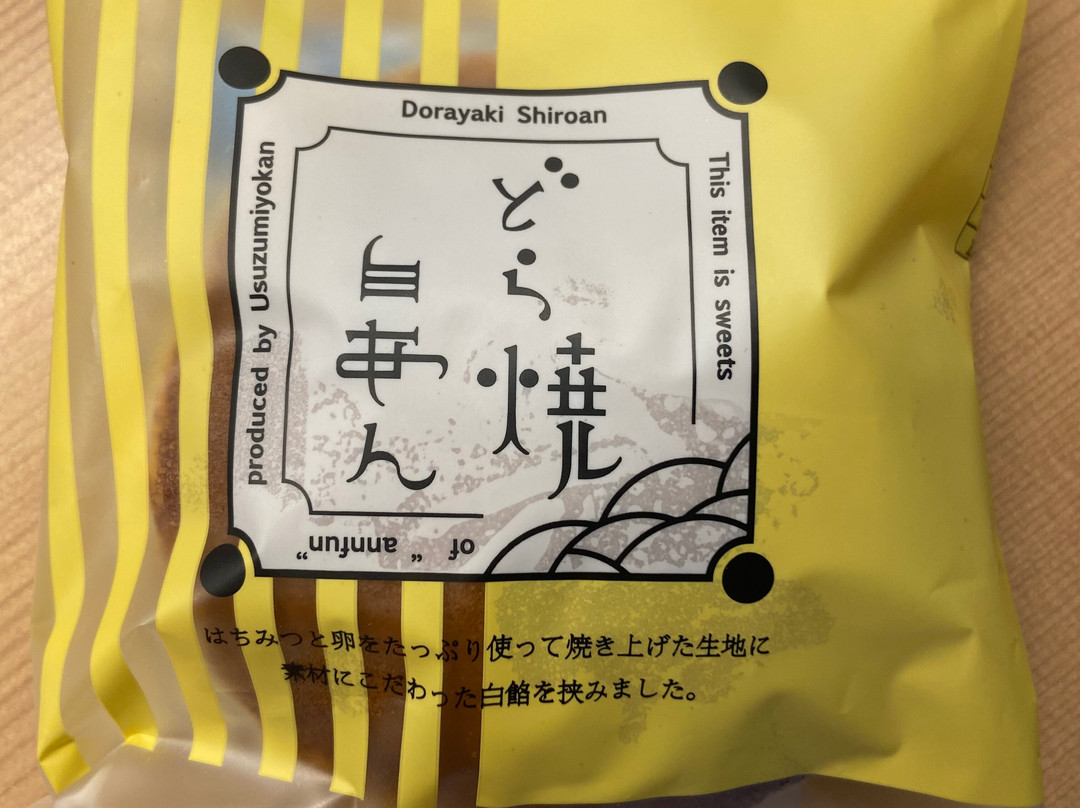 Dorayaki Shiroan
This item is sweets
of “ annfun”
produced by Usuzumiyokan
どら焼
白あん
はちみつと卵をたっぷり使って焼き上げた生地に
素材にこだわった白餡を挟みました。